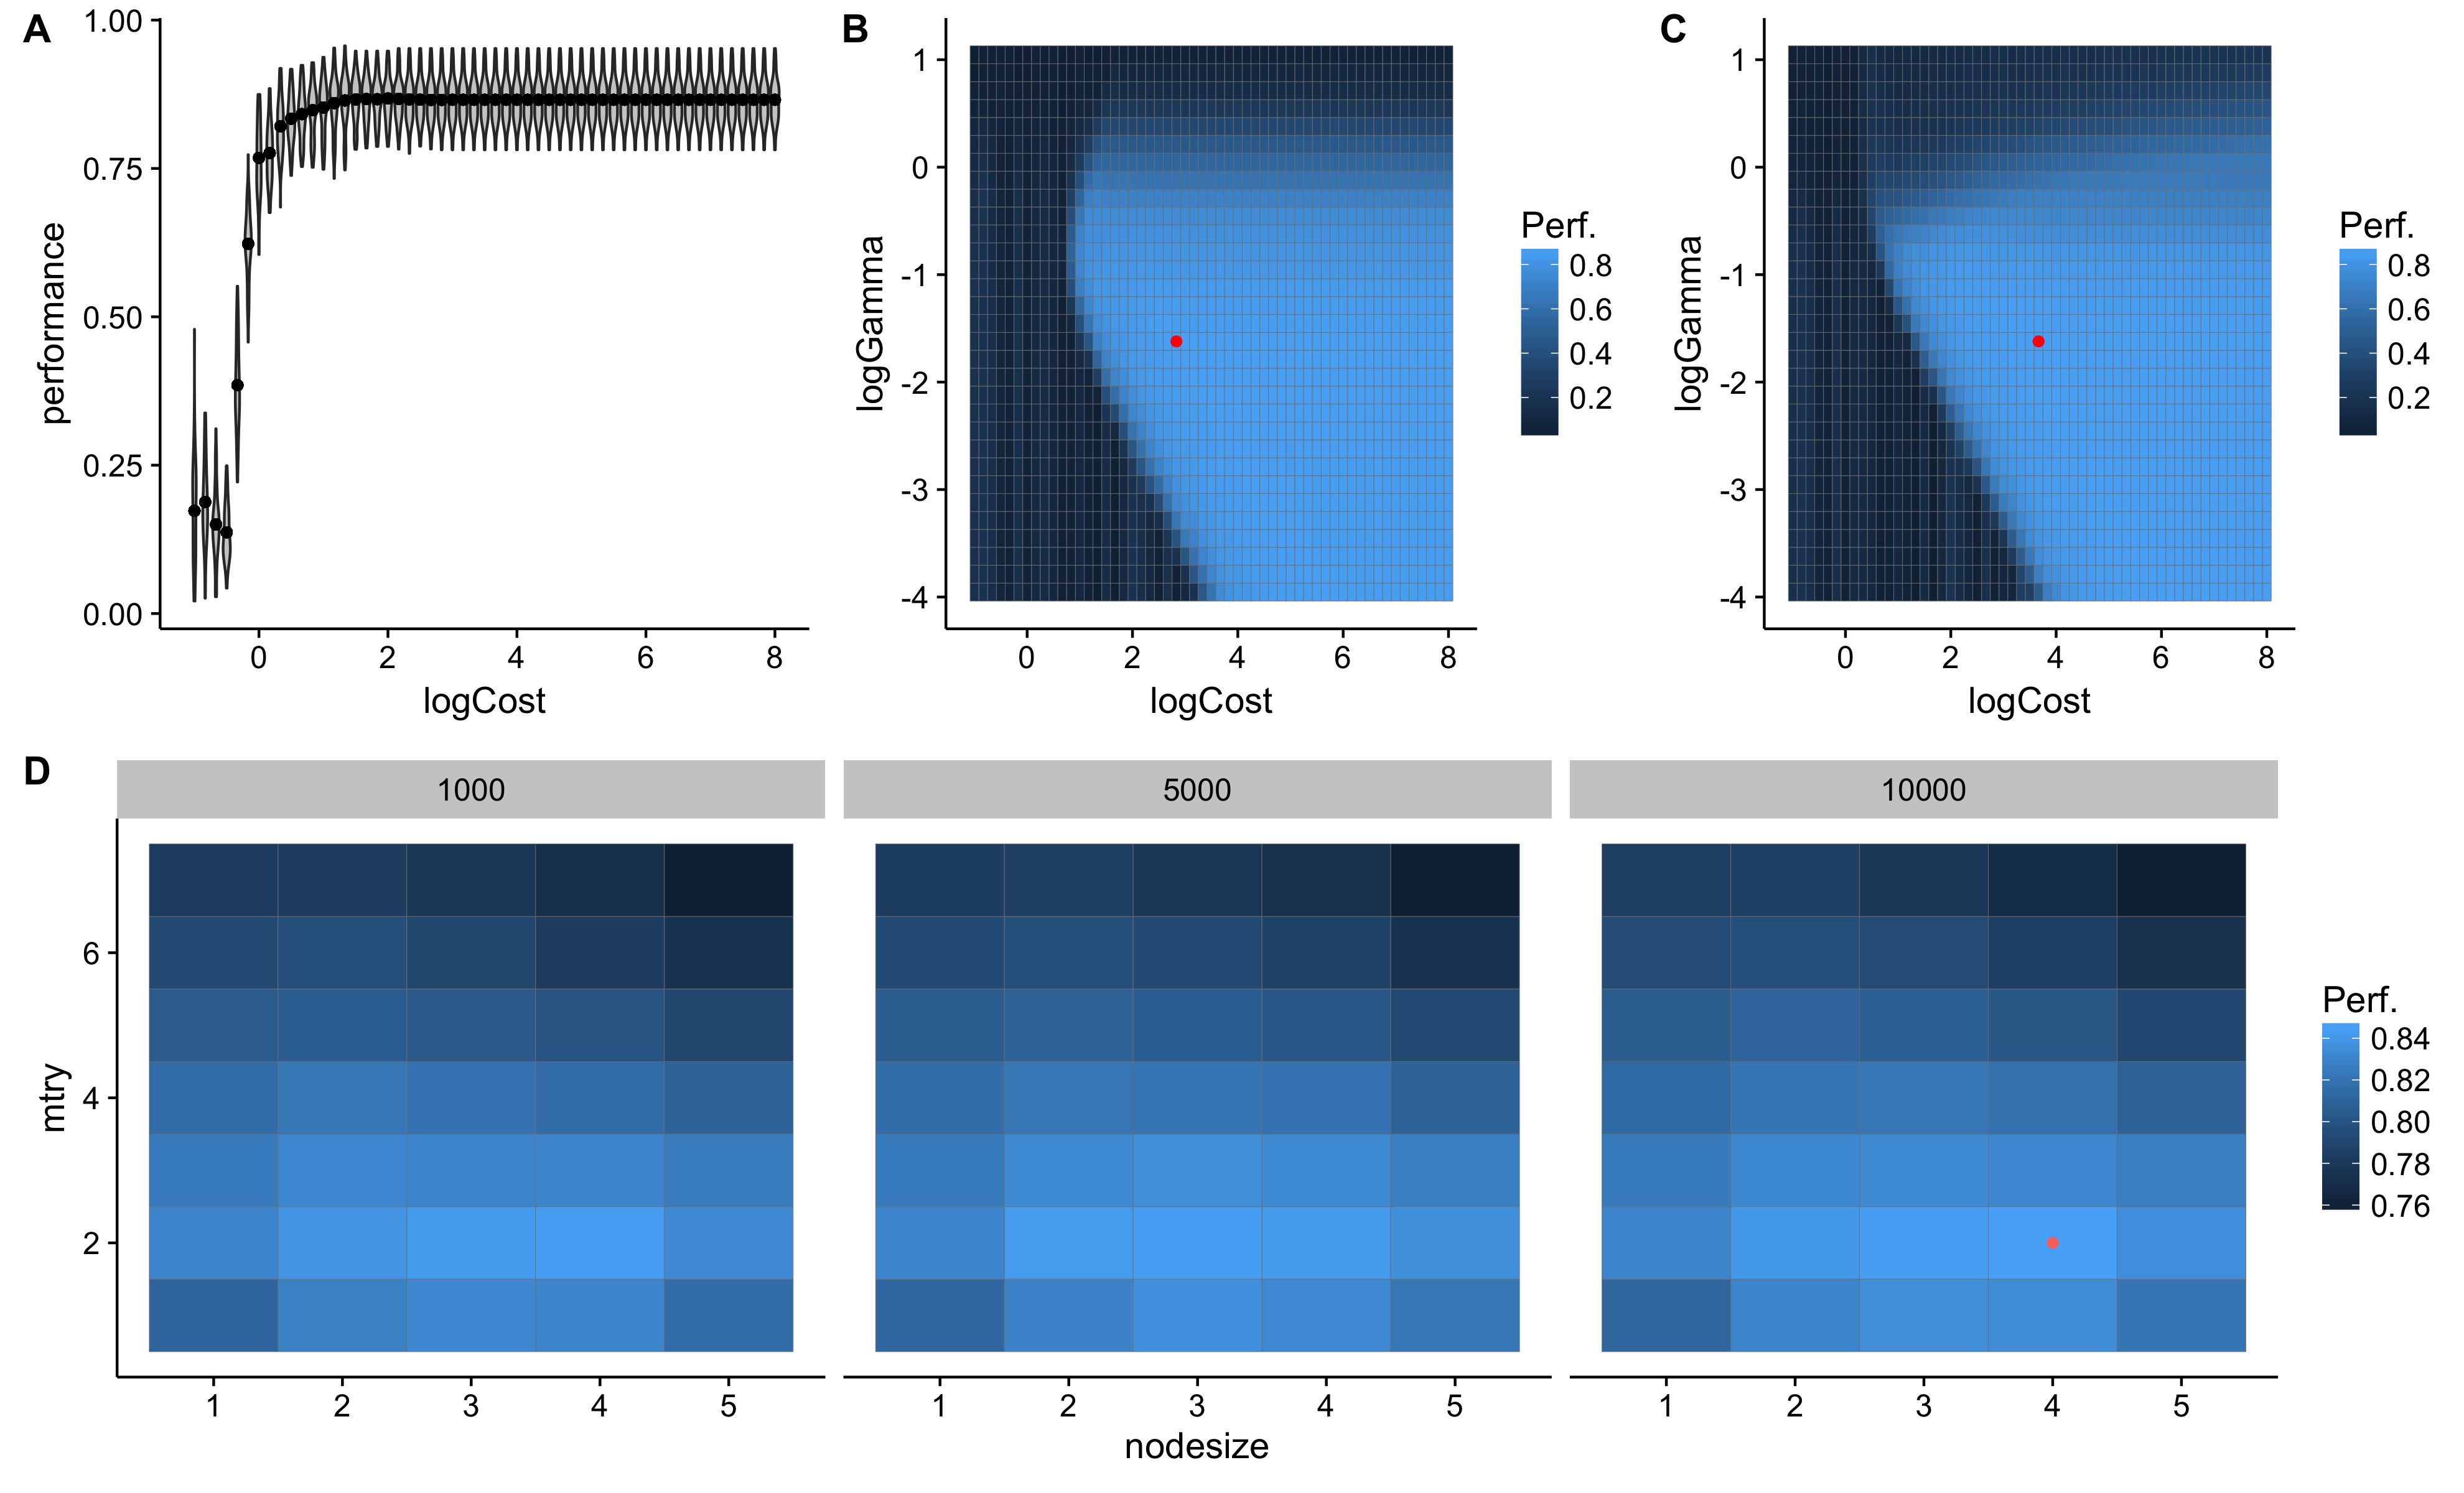 A
1.00
0.75
0.50
0.25
0.00
performance
0 2 4 6 8
logCost
B
1
0
-1
-2
-3
-4
logGamma
0 2 4 6 8
logCost
Perf.
0.8
0.6
0.4
0.2
C
1
0
-1
-2
-3
-4
logGamma
0 2 4 6 8
logCost
Perf.
0.8
0.6
0.4
0.2
D
1000 5000 10000
6
4
2
mtry
1 2 3 4 5 1 2 3 4 5 1 2 3 4 5
nodesize
Perf.
0.84
0.82
0.80
0.78
0.76